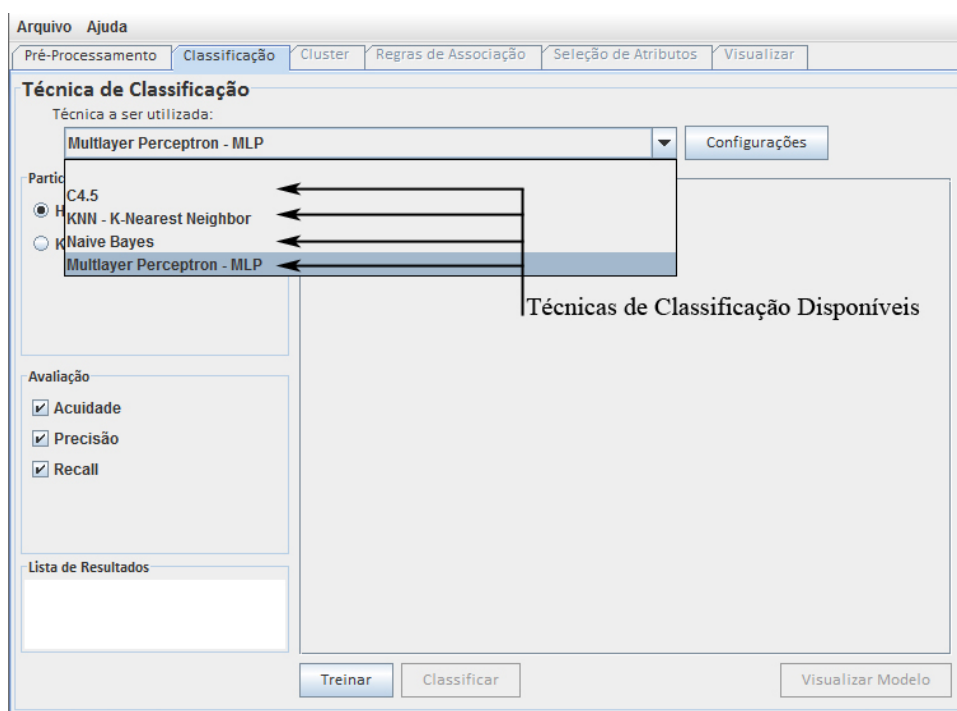 Arquivo Ajuda
Pré-Processamento Classificação Cluster Regras de Associação Seleção de Atributos Visualizar
Técnica de Classificação
Técnica a ser utilizada:
Multlayer Perceptron - MLP
Configurações
C4.5
KNN - K-Nearest Neighbor
Naive Bayes
Multlayer Perceptron - MLP
Técnicas de Classificação Disponíveis
Avaliação
Acuidade
Precisão
Recall
Lista de Resultados
Treinar Classificar Visualizar Modelo